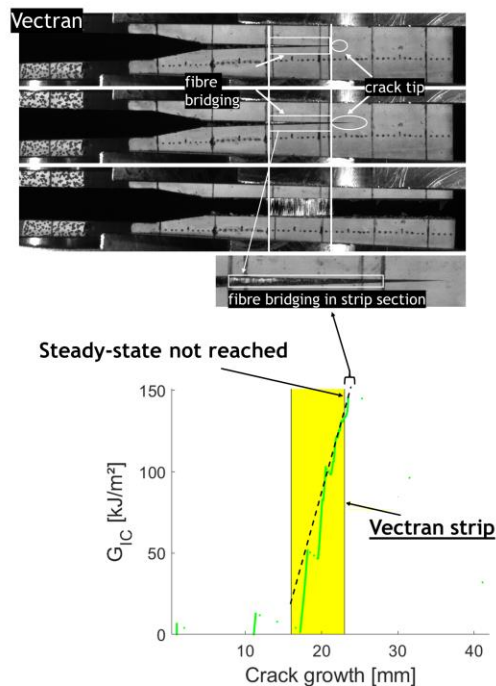 Vectran
fibre
bridging
crack tip
fibre bridging in strip section
Steady-state not reached
150
100
50
0
G_IC [kJ/m²]
Vectran strip
0
10
20
30
40
Crack growth [mm]